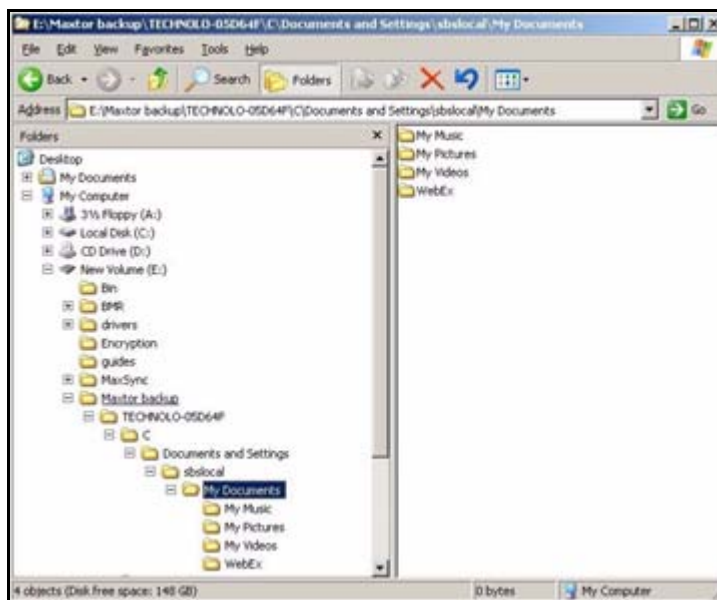 E:\Maxtor backup\TECHNOLO-05D64F\C\Documents and Settings\sbslocal\My Documents
File Edit View Favorites Tools Help
Back Search Folders
Address E:\Maxtor backup\TECHNOLO-05D64F\C\Documents and Settings\sbslocal\My Documents Go
Folders x
Desktop
My Documents
My Computer
3½ Floppy (A:)
Local Disk (C:)
CD Drive (D:)
New Volume (E:)
Bin
BMR
drivers
Encryption
guides
MaxSync
Maxtor backup
TECHNOLO-05D64F
C
Documents and Settings
sbslocal
My Documents
My Music
My Pictures
My Videos
WebEx
My Music
My Pictures
My Videos
WebEx
4 objects (Disk free space: 148 GB) 0 bytes My Computer